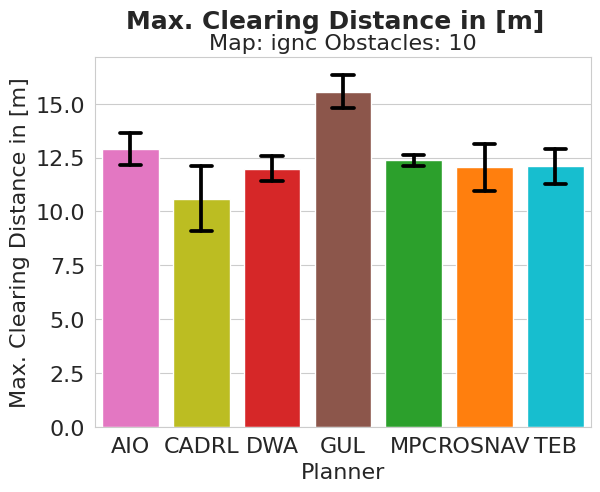 Max. Clearing Distance in [m]
Map: ignc Obstacles: 10
Max. Clearing Distance in [m]
15.0
12.5
10.0
7.5
5.0
2.5
0.0
AIO CADRL DWA GUL MPC ROSNAV TEB
Planner